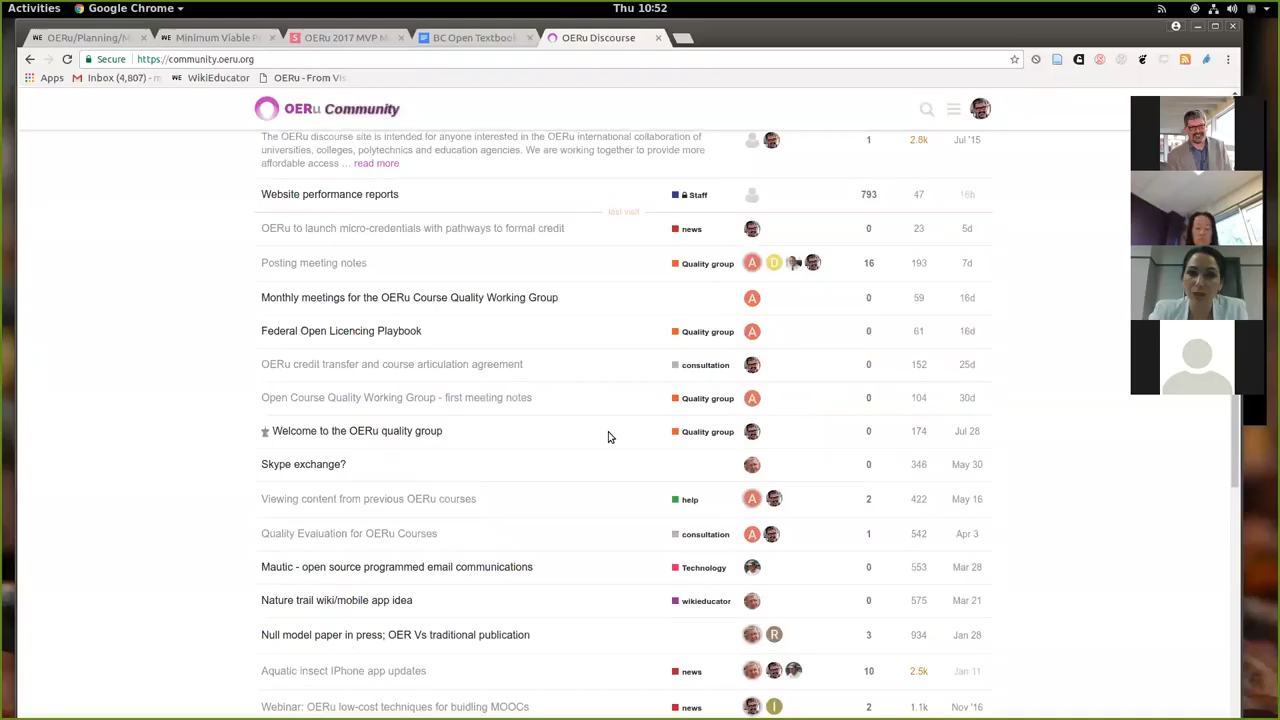 Activities Google Chrome Thu 10:52
OERu/Planning/M Minimum Viable P OERu 2017 MVP M BC Open Textbook OERu Discourse
Secure https://community.oeru.org
Apps Inbox (4,807) - m WikiEducator OERu - From Vis
OERu Community
The OERu discourse site is intended for anyone interested in the OERu international collaboration of
universities, colleges, polytechnics and education agencies. We are working together to provide more
affordable access … read more
1 2.8k Jul '15
Website performance reports Staff 793 47 16h
last visit
OERu to launch micro-credentials with pathways to formal credit news 0 23 5d
Posting meeting notes Quality group A D 16 193 7d
Monthly meetings for the OERu Course Quality Working Group A 0 59 16d
Federal Open Licencing Playbook Quality group A 0 61 16d
OERu credit transfer and course articulation agreement consultation 0 152 25d
Open Course Quality Working Group - first meeting notes Quality group A 0 104 30d
Welcome to the OERu quality group Quality group 0 174 Jul 28
Skype exchange? 0 346 May 30
Viewing content from previous OERu courses help A 2 422 May 16
Quality Evaluation for OERu Courses consultation A 1 542 Apr 3
Mautic - open source programmed email communications Technology 0 553 Mar 28
Nature trail wiki/mobile app idea wikieducator 0 575 Mar 21
Null model paper in press; OER Vs traditional publication R 3 934 Jan 28
Aquatic insect IPhone app updates news 10 2.5k Jan 11
Webinar: OERu low-cost techniques for buidling MOOCs news I 2 1.1k Nov '16